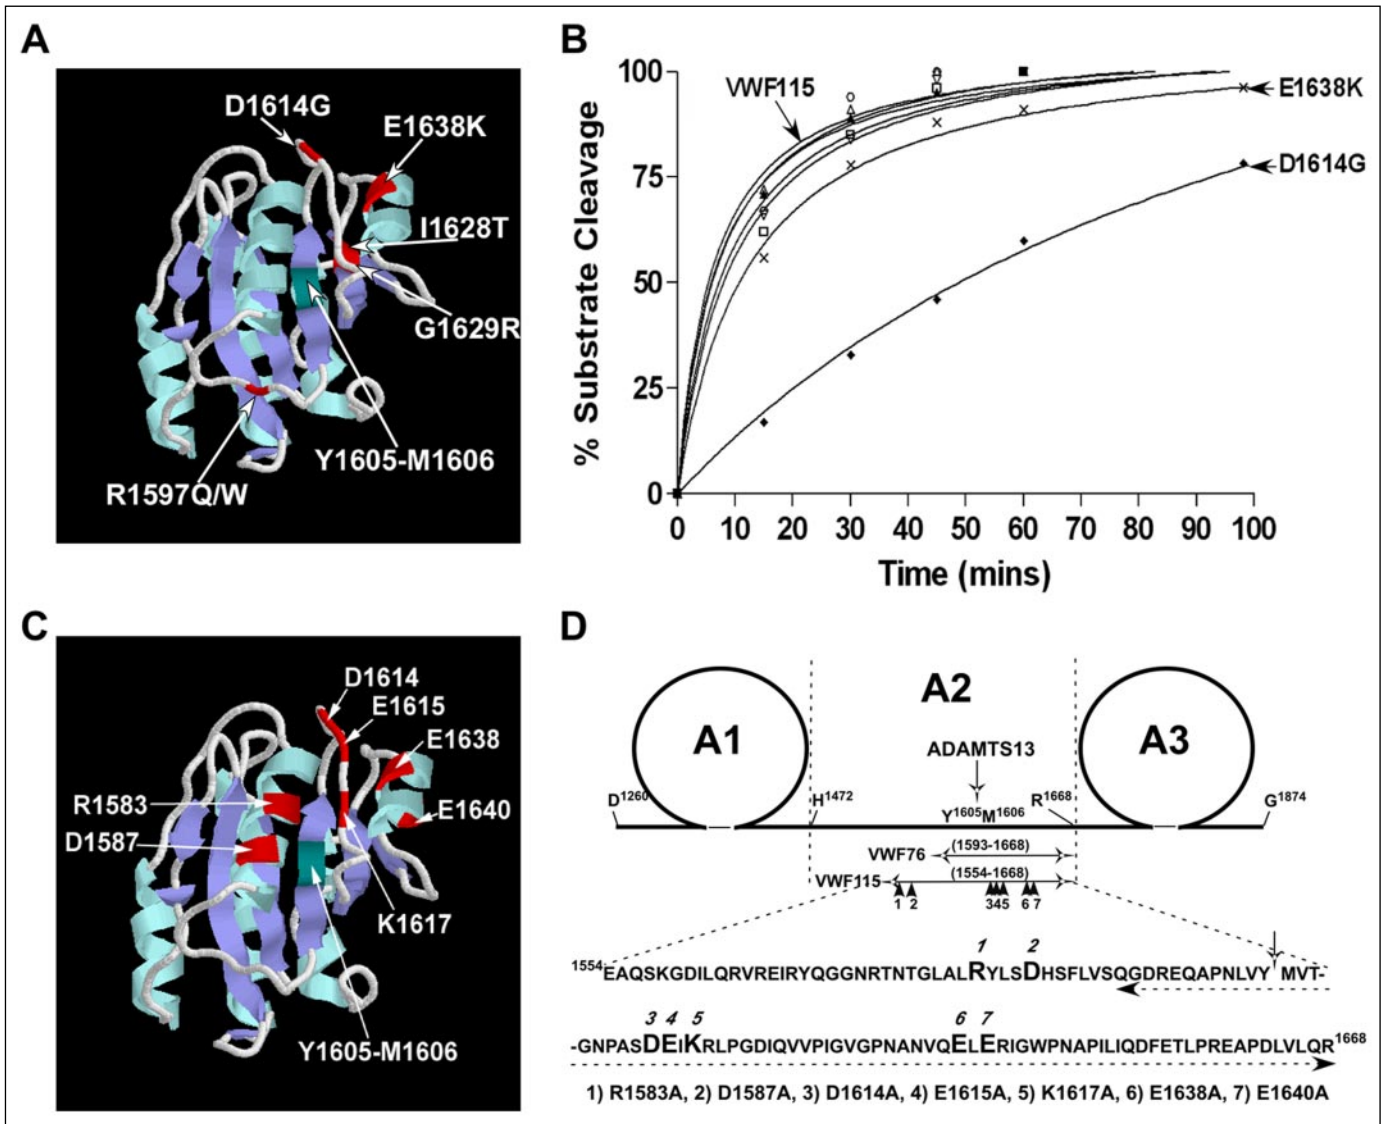 A
D1614G
E1638K
I1628T
G1629R
Y1605-M1606
R1597Q/W
B
% Substrate Cleavage
100
75
50
25
0
VWF115
E1638K
D1614G
0 10 20 30 40 50 60 70 80 90 100
Time (mins)
C
D1614
E1615
E1638
R1583
E1640
D1587
K1617
Y1605-M1606
D
A1 A2 A3
ADAMTS13
D1260 H1472 Y1605M1606 R1668 G1874
VWF76 (1593-1668)
VWF115 (1554-1668)
1 2 345 6 7
1 2
1554EAQSKGDILQRVREIRYQGGNRTNTGLALRYLSDHSFLVSQGDREQAPNLVY MVT-
3 4 5 6 7
-GNPASDEIKRLPGDIQVVPIGVGPNANVQELERIGWPNAPILIQDFETLPREAPDLVLQR1668
1) R1583A, 2) D1587A, 3) D1614A, 4) E1615A, 5) K1617A, 6) E1638A, 7) E1640A